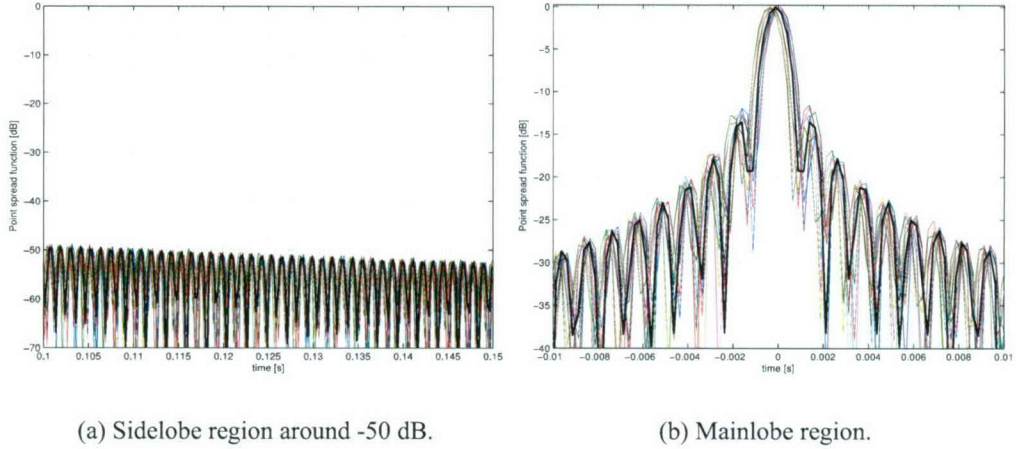 0
−10
−20
−30
−40
−50
−60
−70
Point spread function [dB]
0.1 0.105 0.11 0.115 0.12 0.125 0.13 0.135 0.14 0.145 0.15
time [s]
(a) Sidelobe region around -50 dB.
0
−5
−10
−15
−20
−25
−30
−35
−40
Point spread function [dB]
−0.01 −0.008 −0.006 −0.004 −0.002 0 0.002 0.004 0.006 0.008 0.01
time [s]
(b) Mainlobe region.